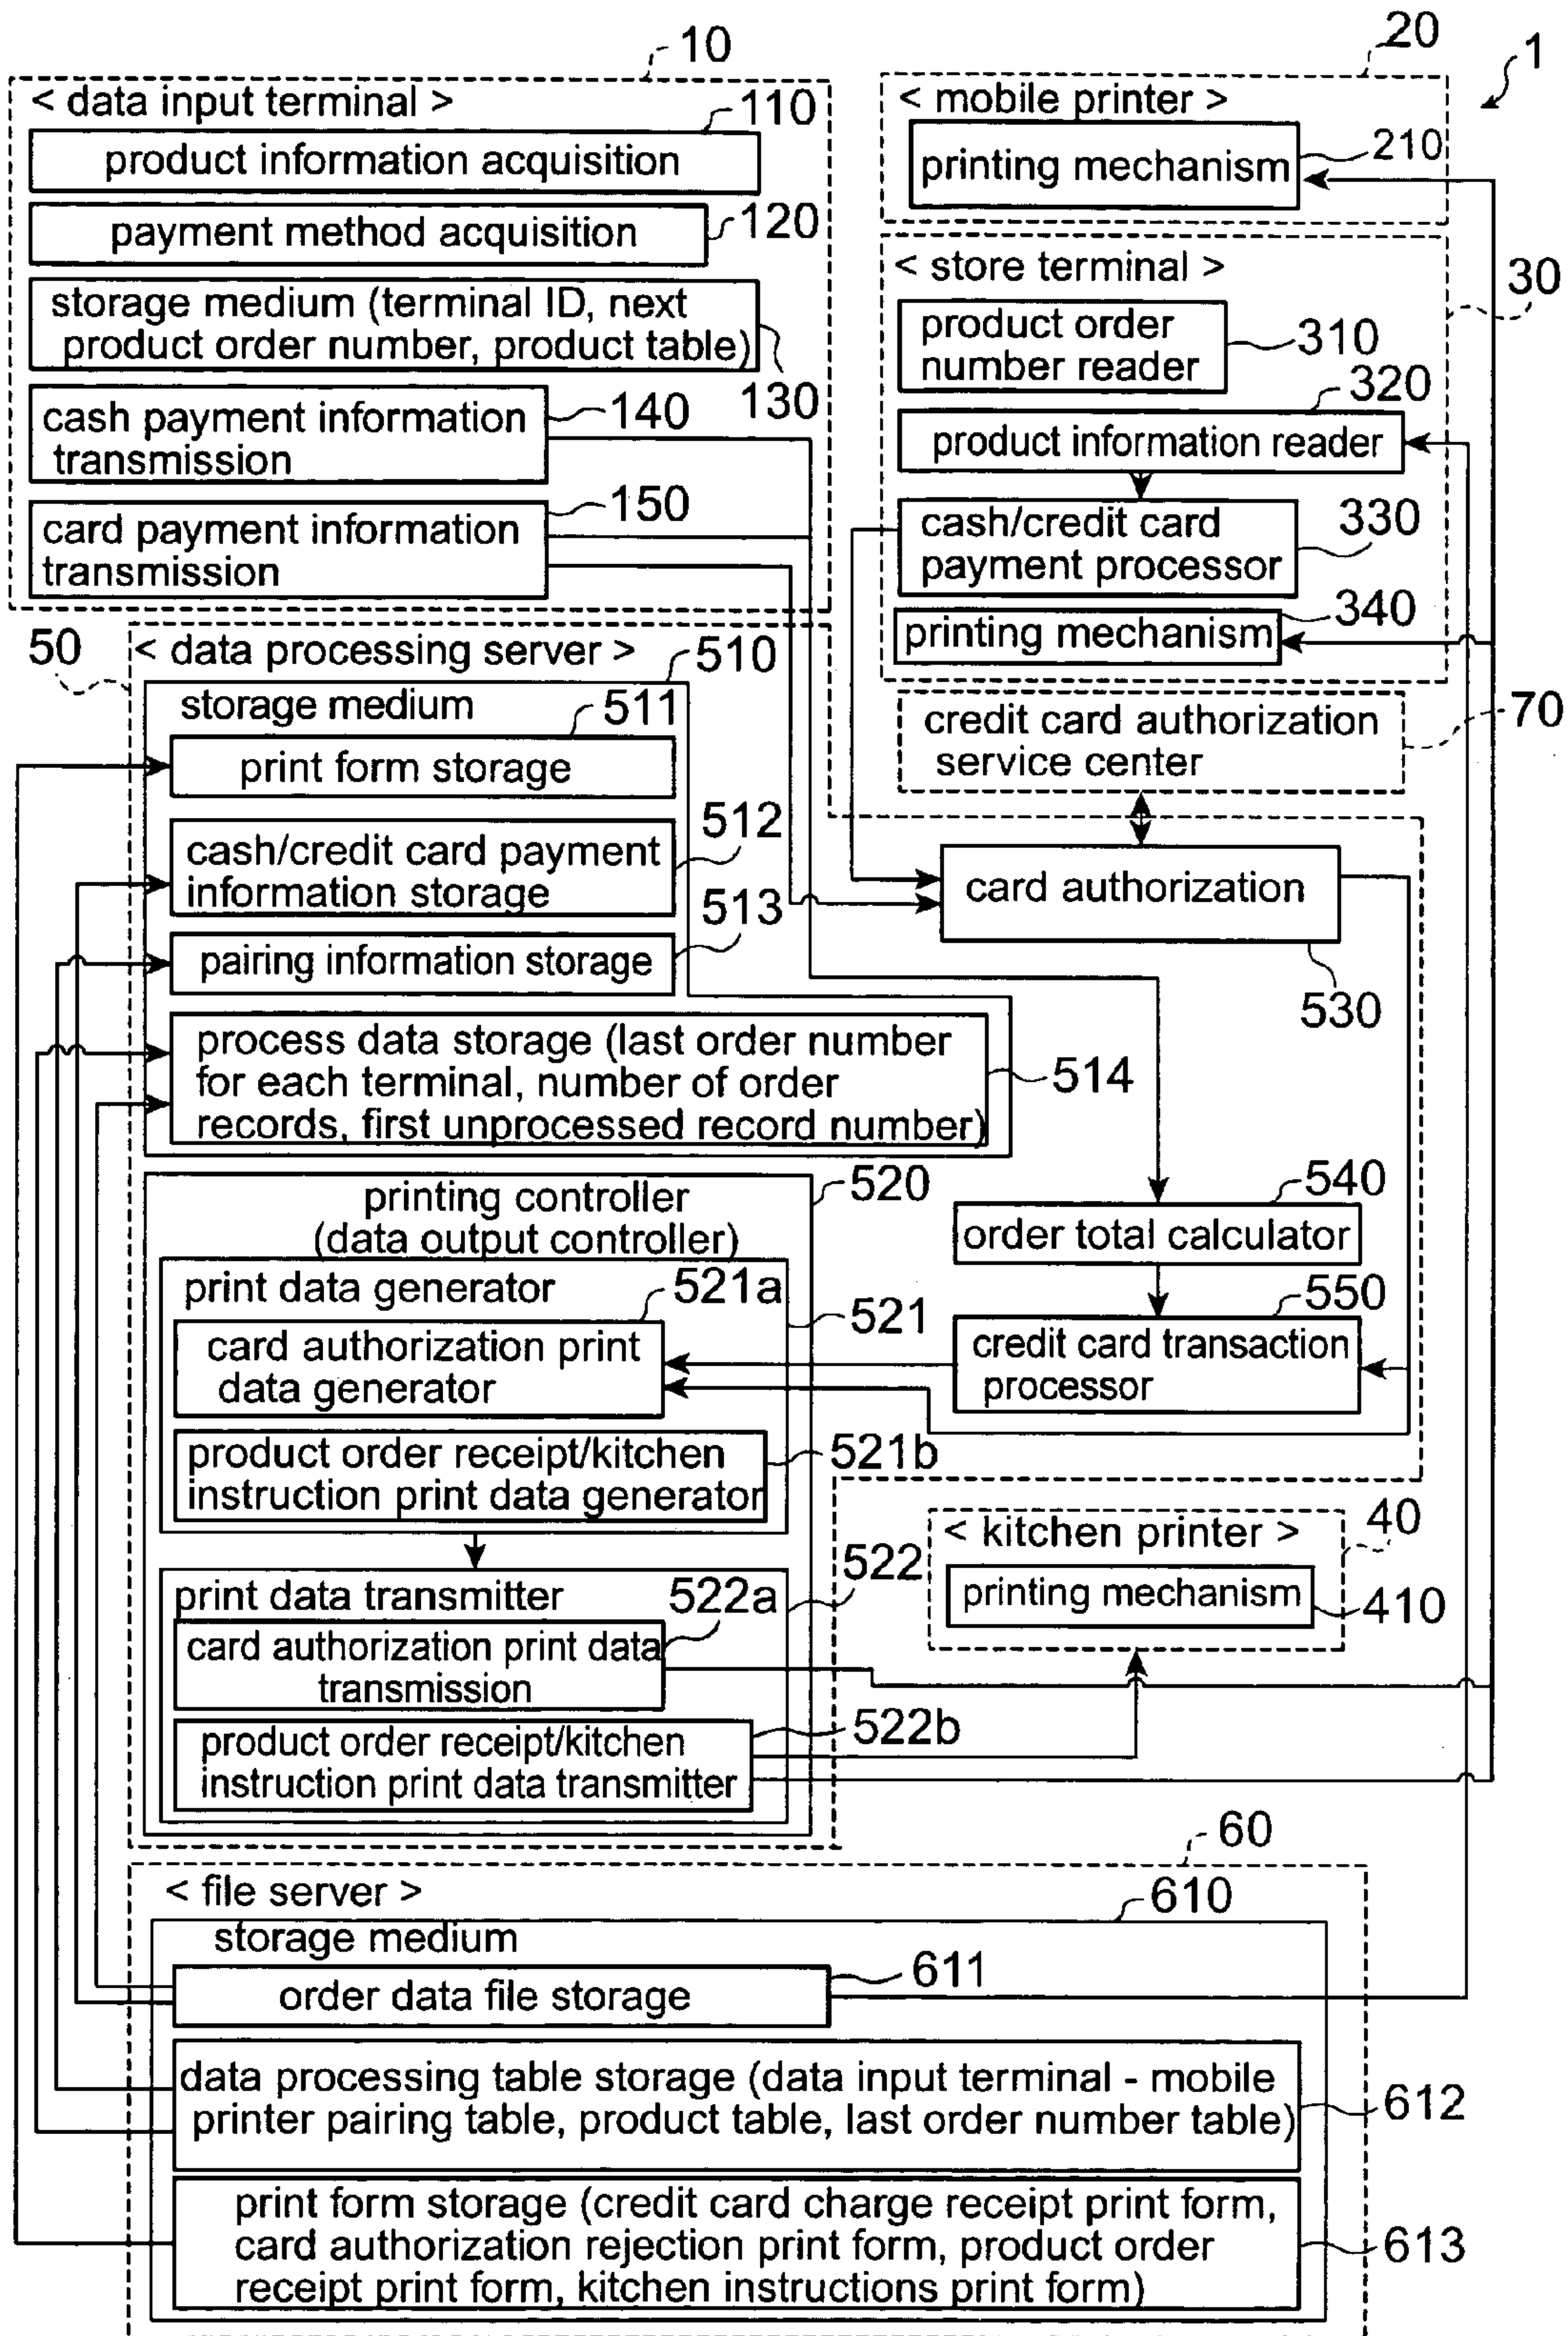 10
< data input terminal >
110
product information acquisition
payment method acquisition
120
storage medium (terminal ID, next
product order number, product table)
130
cash payment information
transmission
140
card payment information
transmission
150
20
1
< mobile printer >
printing mechanism
210
< store terminal >
30
product order
number reader
310
320
product information reader
cash/credit card
payment processor
330
340
printing mechanism
credit card authorization
service center
70
50
< data processing server >
510
storage medium
511
print form storage
512
cash/credit card payment
information storage
513
pairing information storage
process data storage (last order number
for each terminal, number of order
records, first unprocessed record number)
514
card authorization
530
540
order total calculator
550
credit card transaction
processor
printing controller
(data output controller)
520
print data generator
521a
521
card authorization print
data generator
product order receipt/kitchen
instruction print data generator
521b
print data transmitter
522
522a
card authorization print data
transmission
522b
product order receipt/kitchen
instruction print data transmitter
< kitchen printer >
40
printing mechanism
410
60
< file server >
610
storage medium
611
order data file storage
data processing table storage (data input terminal - mobile
printer pairing table, product table, last order number table)
612
print form storage (credit card charge receipt print form,
card authorization rejection print form, product order
receipt print form, kitchen instructions print form)
613